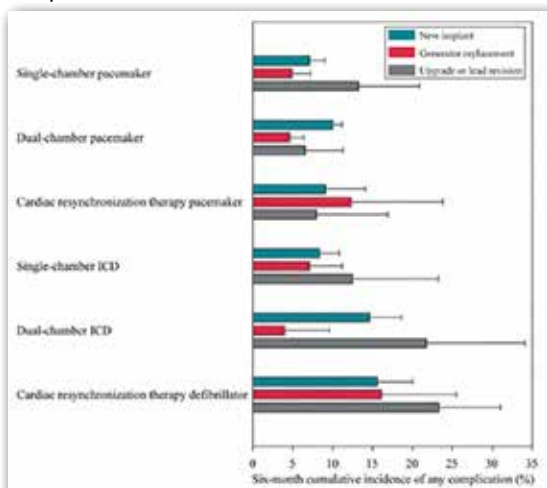 New implant
Generator replacement
Upgrade or lead revision
Single-chamber pacemaker
Dual-chamber pacemaker
Cardiac resynchronization therapy pacemaker
Single-chamber ICD
Dual-chamber ICD
Cardiac resynchronization therapy defibrillator
0 5 10 15 20 25 30 35
Six-month cumulative incidence of any complication (%)